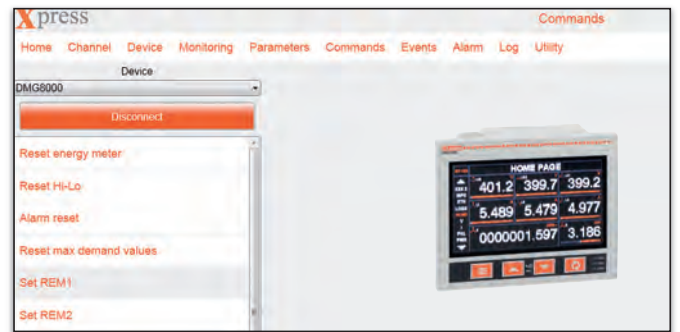 Xpress
Commands
Home Channel Device Monitoring Parameters Commands Events Alarm Log Utility
Device
DMG8000
Disconnect
Reset energy meter
Reset Hi-Lo
Alarm reset
Reset max demand values
Set REM1
Set REM2
HOME PAGE
401.2 399.7 399.2
5.489 5.479 4.977
0000001.597 3.186